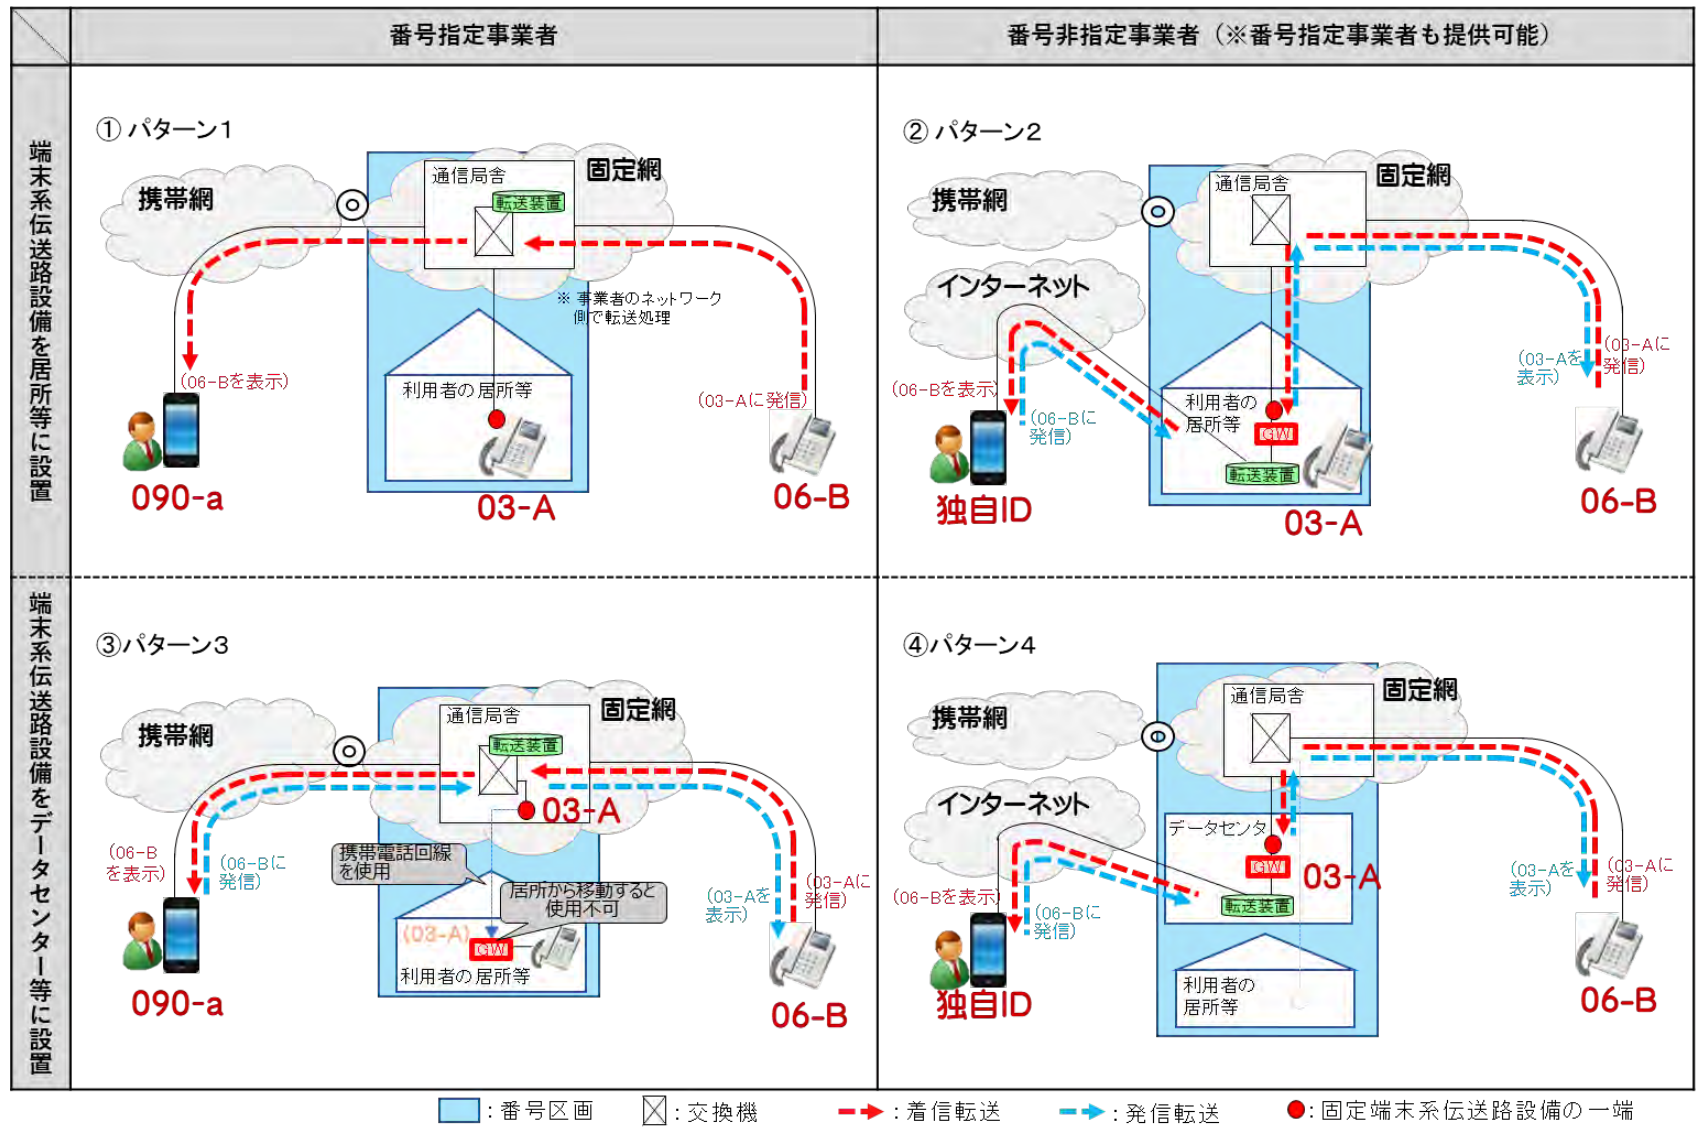 番号指定事業者
番号非指定事業者（※番号指定事業者も提供可能）
端末系伝送路設備を居所等に設置
① パターン１
携帯網
通信局舎
固定網
転送装置
※ 事業者のネットワーク
側で転送処理
(06-Bを表示)
利用者の居所等
(03-Aに発信)
090-a
03-A
06-B
② パターン２
携帯網
通信局舎
固定網
インターネット
(06-Bを表示)
(06-Bに
発信)
利用者の
居所等
GW
転送装置
(03-Aを
表示)
(03-Aに
発信)
独自ID
03-A
06-B
端末系伝送路設備をデータセンター等に設置
③パターン３
携帯網
通信局舎
固定網
転送装置
03-A
(06-B
を表示)
(06-Bに
発信)
携帯電話回線
を使用
居所から移動すると
使用不可
(03-A)
GW
利用者の居所等
(03-Aを
表示)
(03-Aに
発信)
090-a
06-B
④パターン４
携帯網
通信局舎
固定網
インターネット
データセンタ
GW
03-A
転送装置
(06-Bを表示)
(06-Bに
発信)
(03-Aを
表示)
(03-Aに
発信)
利用者の
居所等
独自ID
06-B
：番号区画
：交換機
：着信転送
：発信転送
：固定端末系伝送路設備の一端